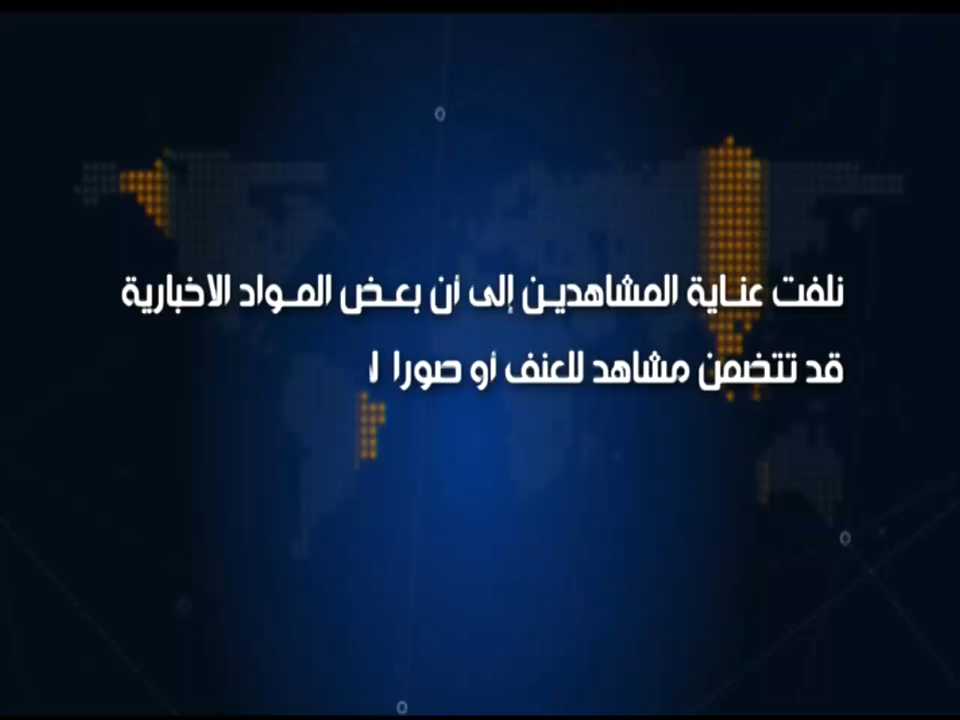 نلفت عناية المشاهدين إلى أن بعض المواد الاخبارية
قد تتضمن مشاهد للعنف أو صورا